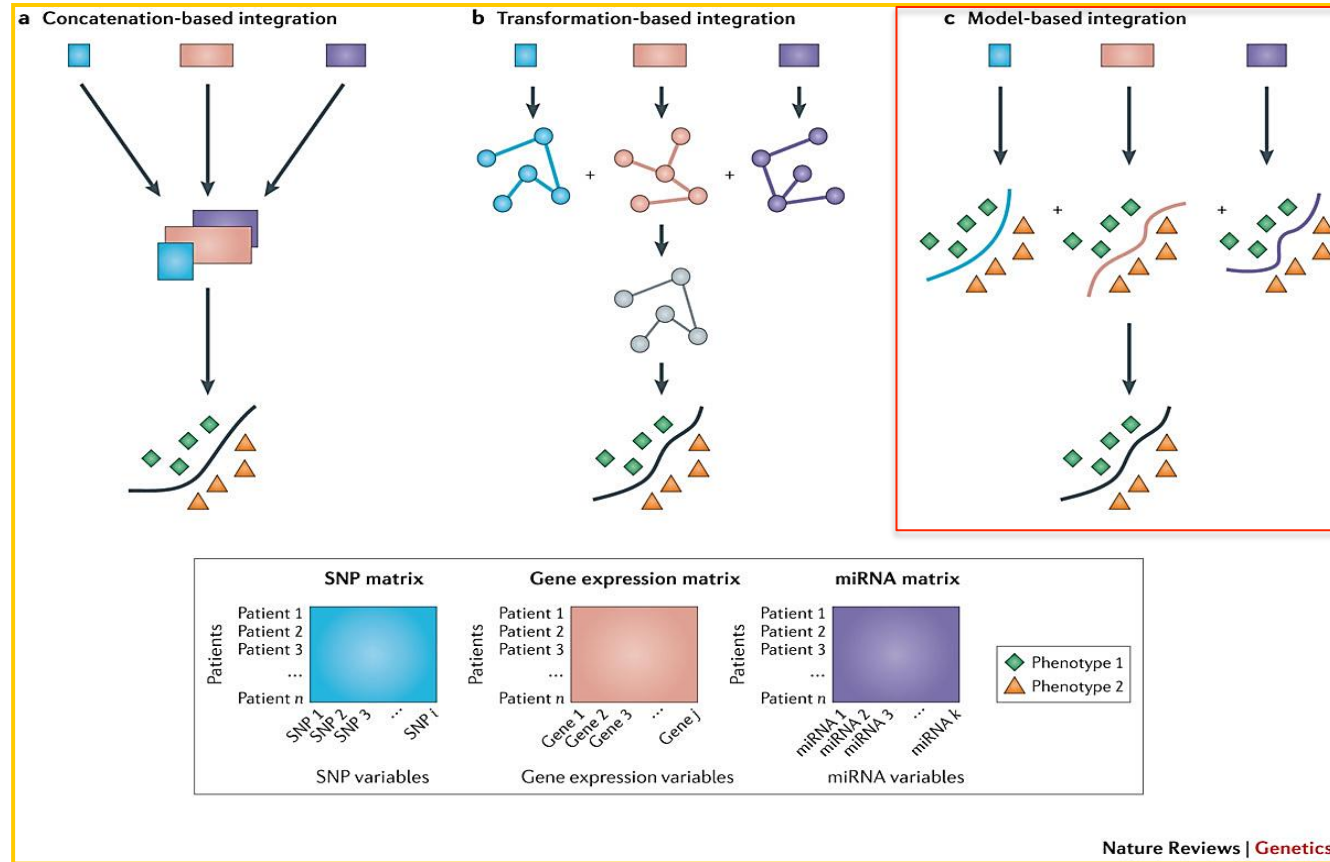 a Concatenation-based integration
b Transformation-based integration
c Model-based integration
+
+
+
+
SNP matrix
Patients
Patient 1
Patient 2
Patient 3
...
Patient n
SNP 1
SNP 2
SNP 3
...
SNP i
SNP variables
Gene expression matrix
Patients
Patient 1
Patient 2
Patient 3
...
Patient n
Gene 1
Gene 2
Gene 3
...
Gene j
Gene expression variables
miRNA matrix
Patients
Patient 1
Patient 2
Patient 3
...
Patient n
miRNA 1
miRNA 2
miRNA 3
...
miRNA k
miRNA variables
Phenotype 1
Phenotype 2
Nature Reviews | Genetics